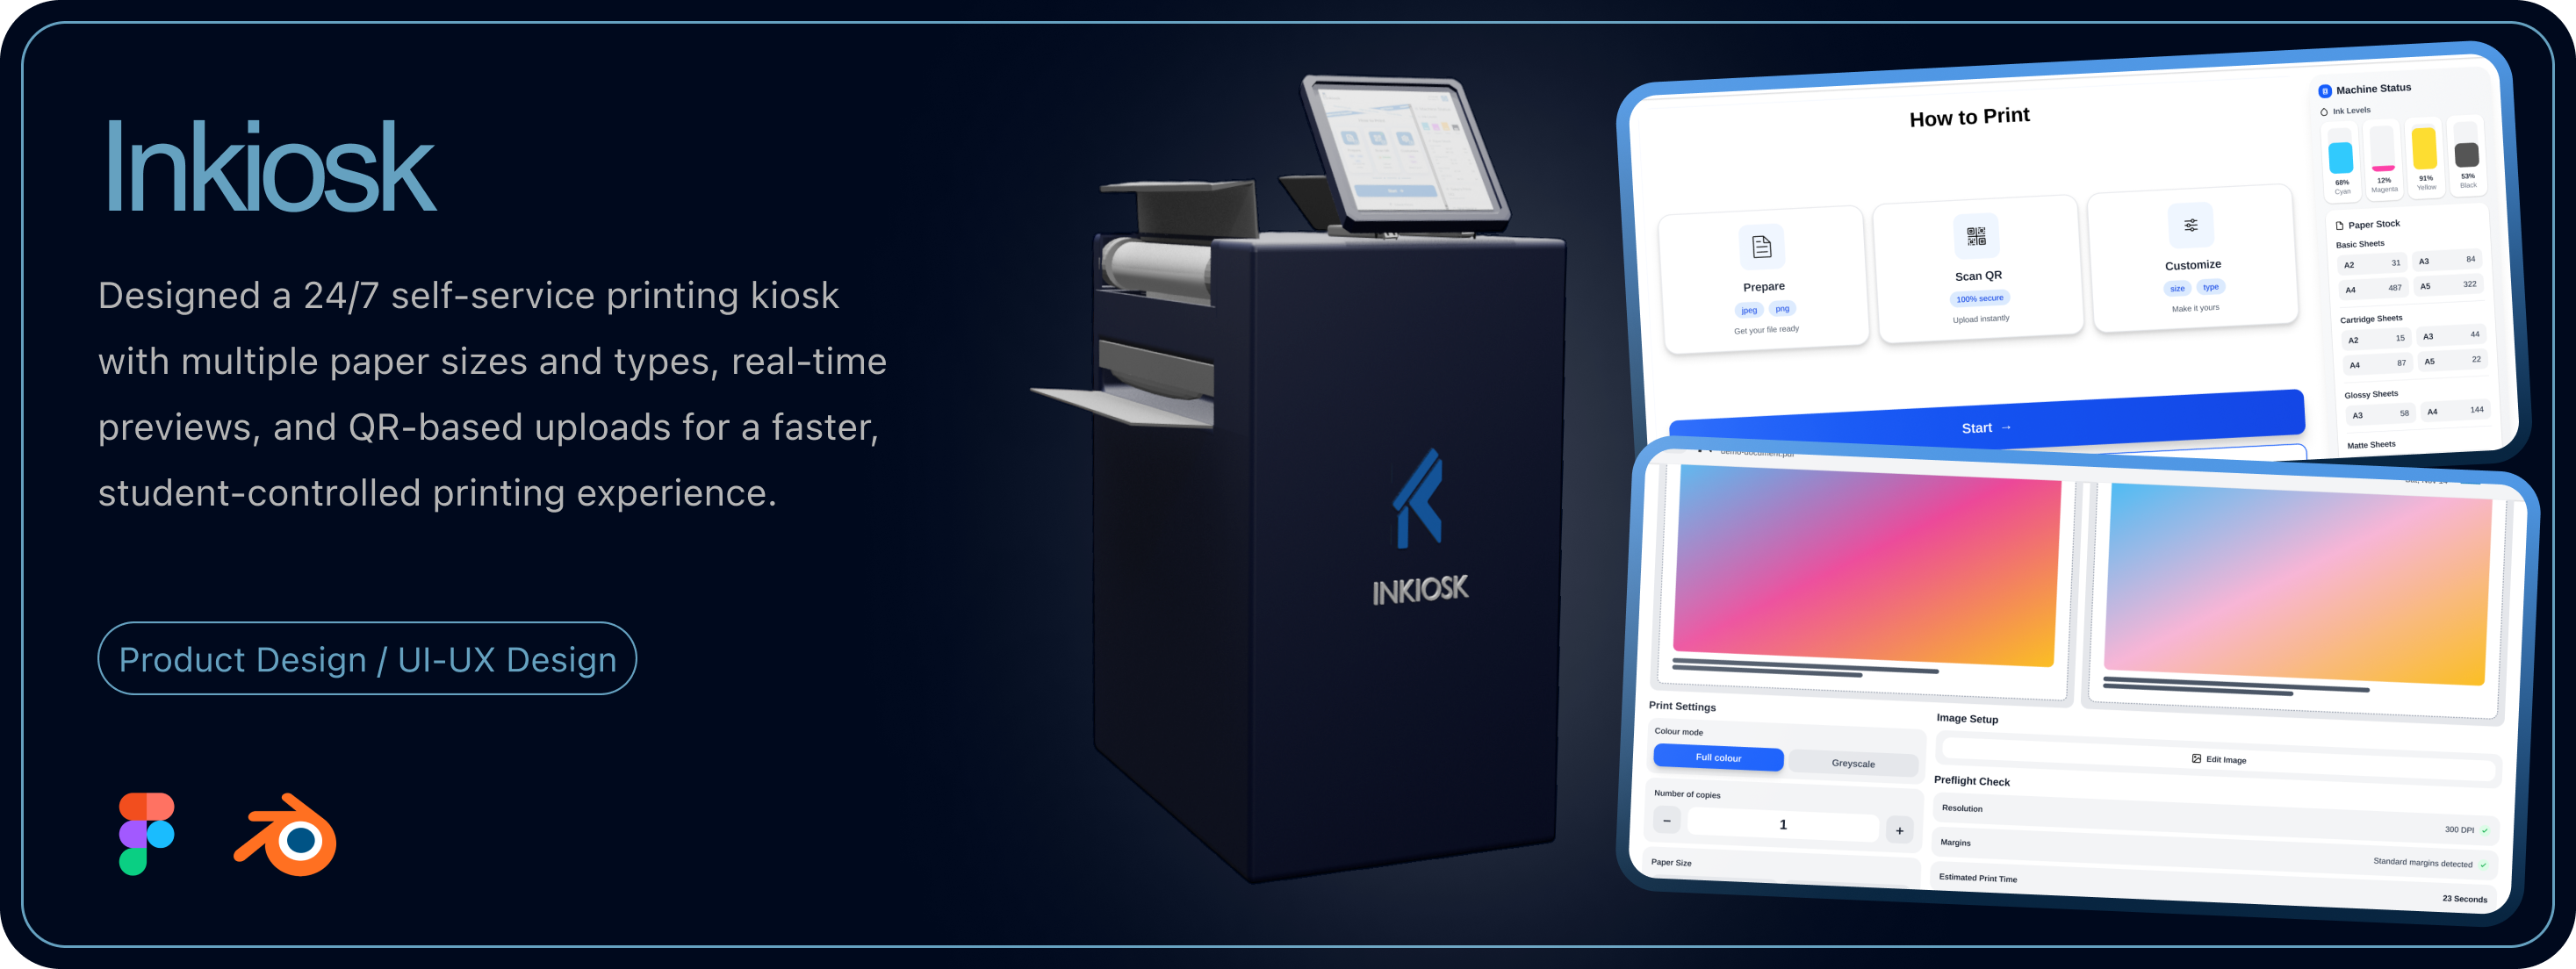 Inkiosk
Designed a 24/7 self-service printing kiosk
with multiple paper sizes and types, real-time
previews, and QR-based uploads for a faster,
student-controlled printing experience.
Product Design / UI-UX Design
INKIOSK
How to Print
Prepare
jpeg png
Get your file ready
Scan QR
100% secure
Upload instantly
Customize
size type
Make it yours
Start →
Machine Status
Ink Levels
68% 12% 91% 53%
Cyan Magenta Yellow Black
Paper Stock
Basic Sheets
A2 31 A3 84
A4 487 A5 322
Cartridge Sheets
A2 15 A3 44
A4 87 A5 22
Glossy Sheets
A3 58 A4 144
Matte Sheets
demo-document.pdf
Print Settings
Colour mode
Full colour Greyscale
Number of copies
− 1 +
Paper Size
Image Setup
Edit Image
Preflight Check
Resolution
300 DPI
Margins
Standard margins detected
Estimated Print Time
23 Seconds